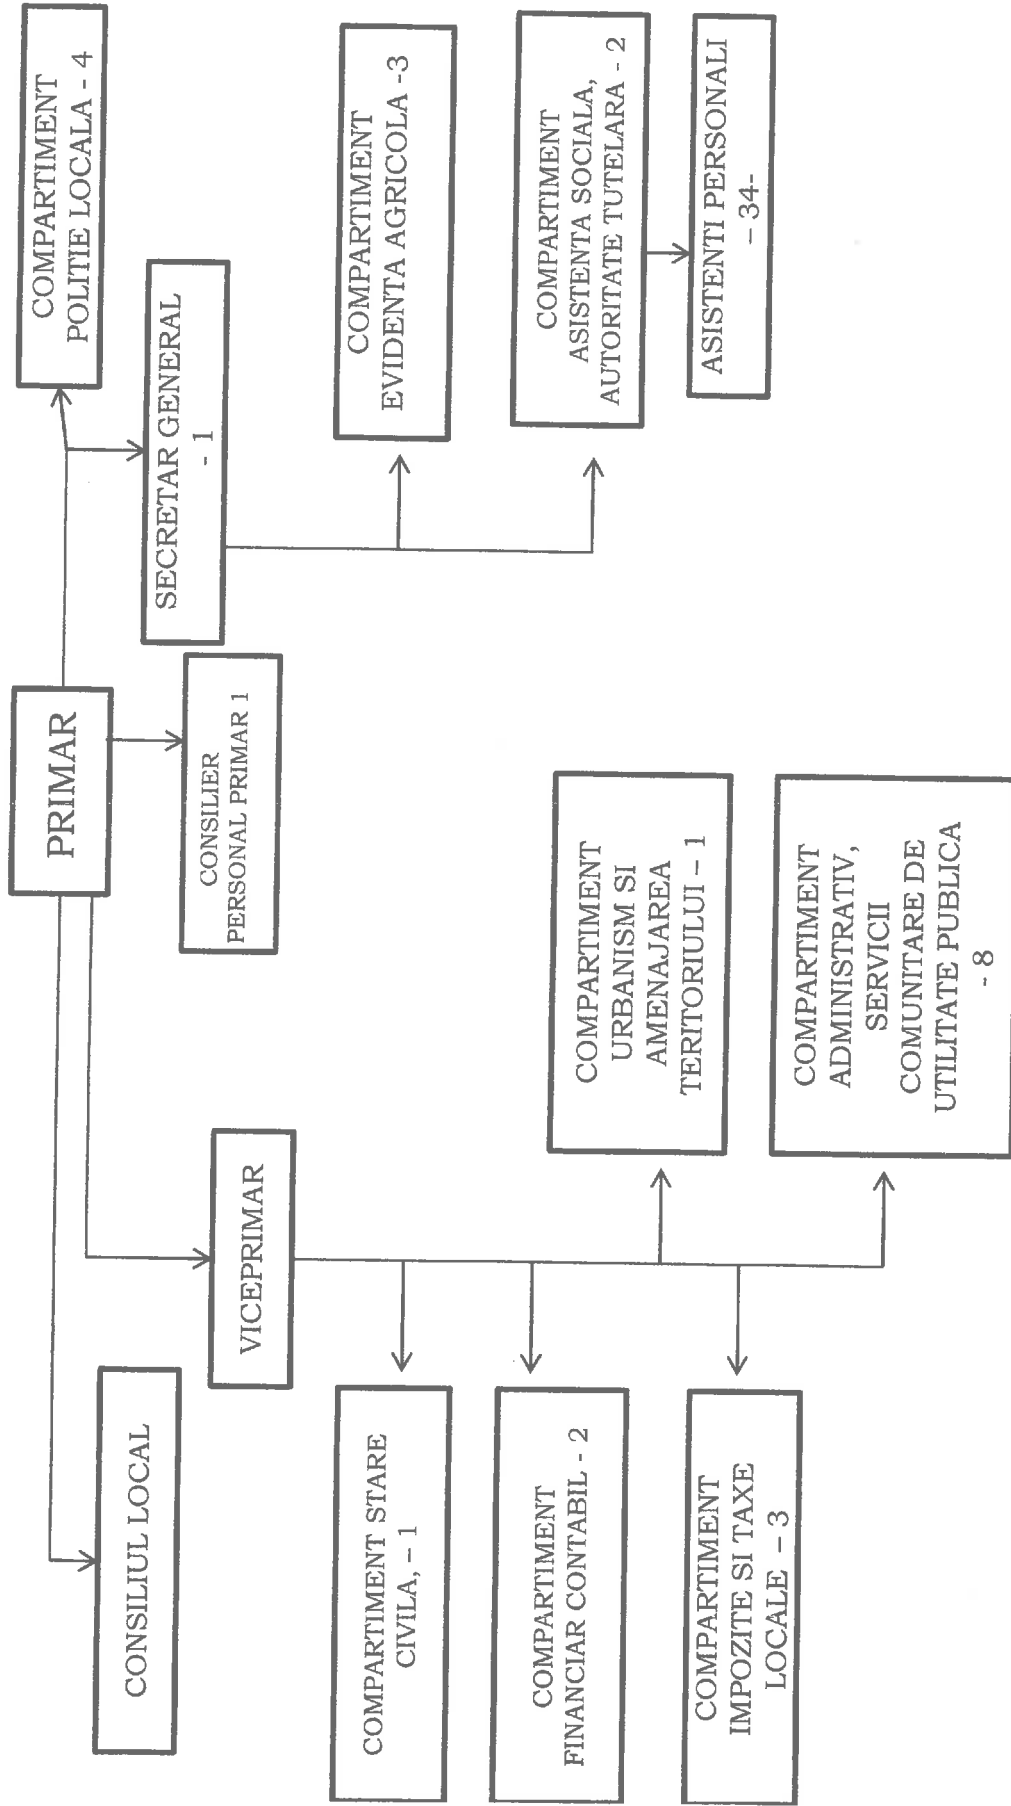 PRIMAR
CONSILIUL LOCAL
VICEPRIMAR
CONSILIER
PERSONAL PRIMAR 1
SECRETAR GENERAL
- 1
COMPARTIMENT
POLITIE LOCALA - 4
COMPARTIMENT STARE
CIVILA, – 1
COMPARTIMENT
FINANCIAR CONTABIL - 2
COMPARTIMENT
IMPOZITE SI TAXE
LOCALE – 3
COMPARTIMENT
URBANISM SI
AMENAJAREA
TERITORIULUI – 1
COMPARTIMENT
ADMINISTRATIV,
SERVICII
COMUNITARE DE
UTILITATE PUBLICA
- 8
COMPARTIMENT
EVIDENTA AGRICOLA -3
COMPARTIMENT
ASISTENTA SOCIALA,
AUTORITATE TUTELARA - 2
ASISTENTI PERSONALI
– 34-